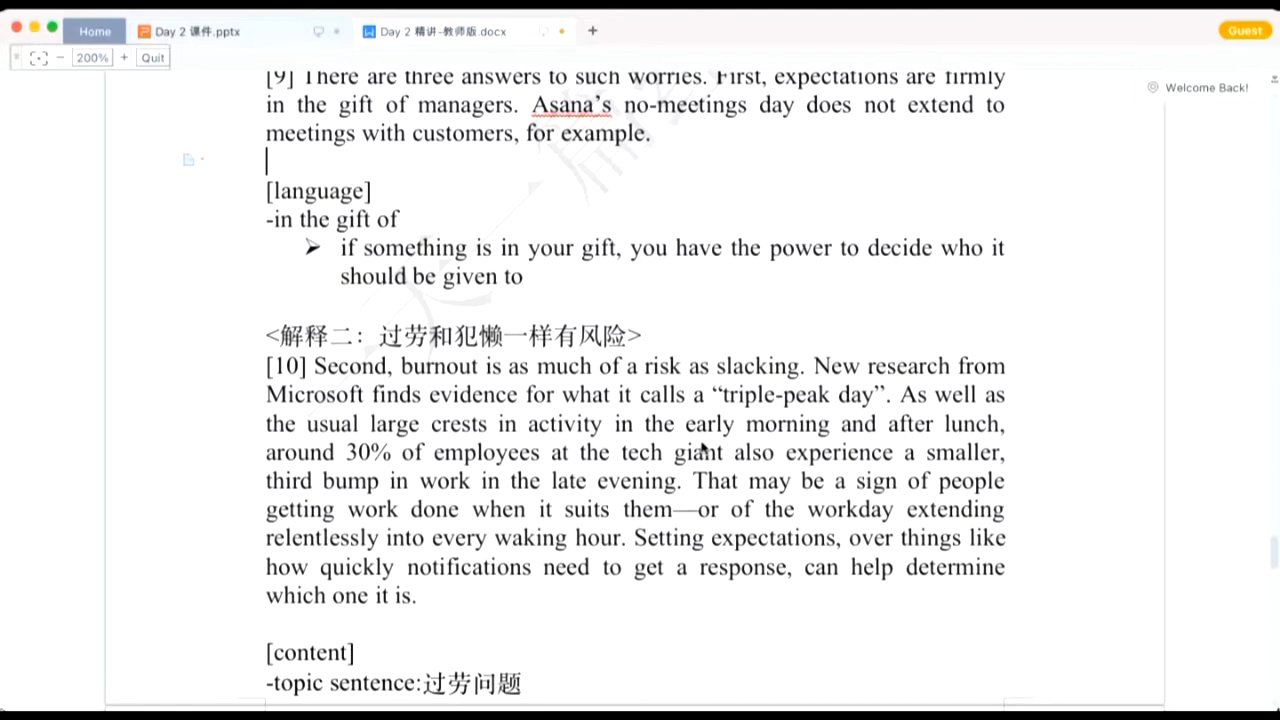 Home
Day 2 课件.pptx
Day 2 精讲-教师版.docx
Guest
200%
Quit
Welcome Back!
[9] There are three answers to such worries. First, expectations are firmly
in the gift of managers. Asana's no-meetings day does not extend to
meetings with customers, for example.
[language]
-in the gift of
➢ if something is in your gift, you have the power to decide who it
should be given to
<解释二：过劳和犯懒一样有风险>
[10] Second, burnout is as much of a risk as slacking. New research from
Microsoft finds evidence for what it calls a “triple-peak day”. As well as
the usual large crests in activity in the early morning and after lunch,
around 30% of employees at the tech giant also experience a smaller,
third bump in work in the late evening. That may be a sign of people
getting work done when it suits them—or of the workday extending
relentlessly into every waking hour. Setting expectations, over things like
how quickly notifications need to get a response, can help determine
which one it is.
[content]
-topic sentence:过劳问题